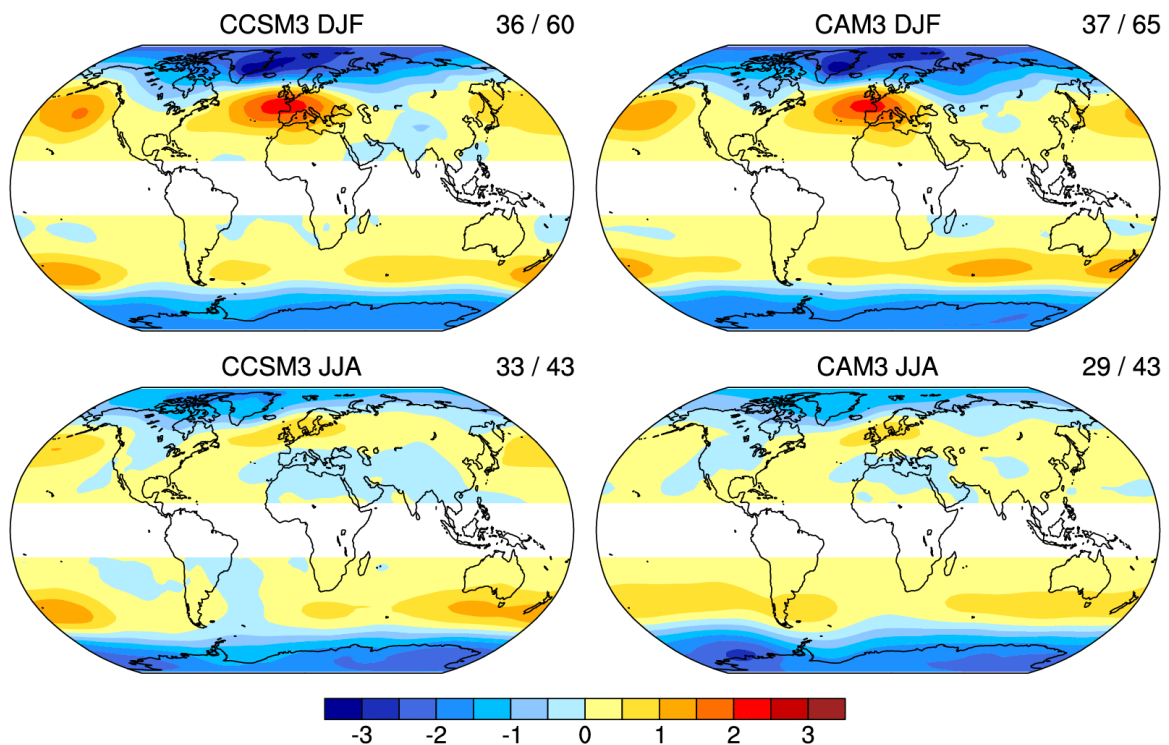 CCSM3 DJF 36 / 60
CAM3 DJF 37 / 65
CCSM3 JJA 33 / 43
CAM3 JJA 29 / 43
-3 -2 -1 0 1 2 3